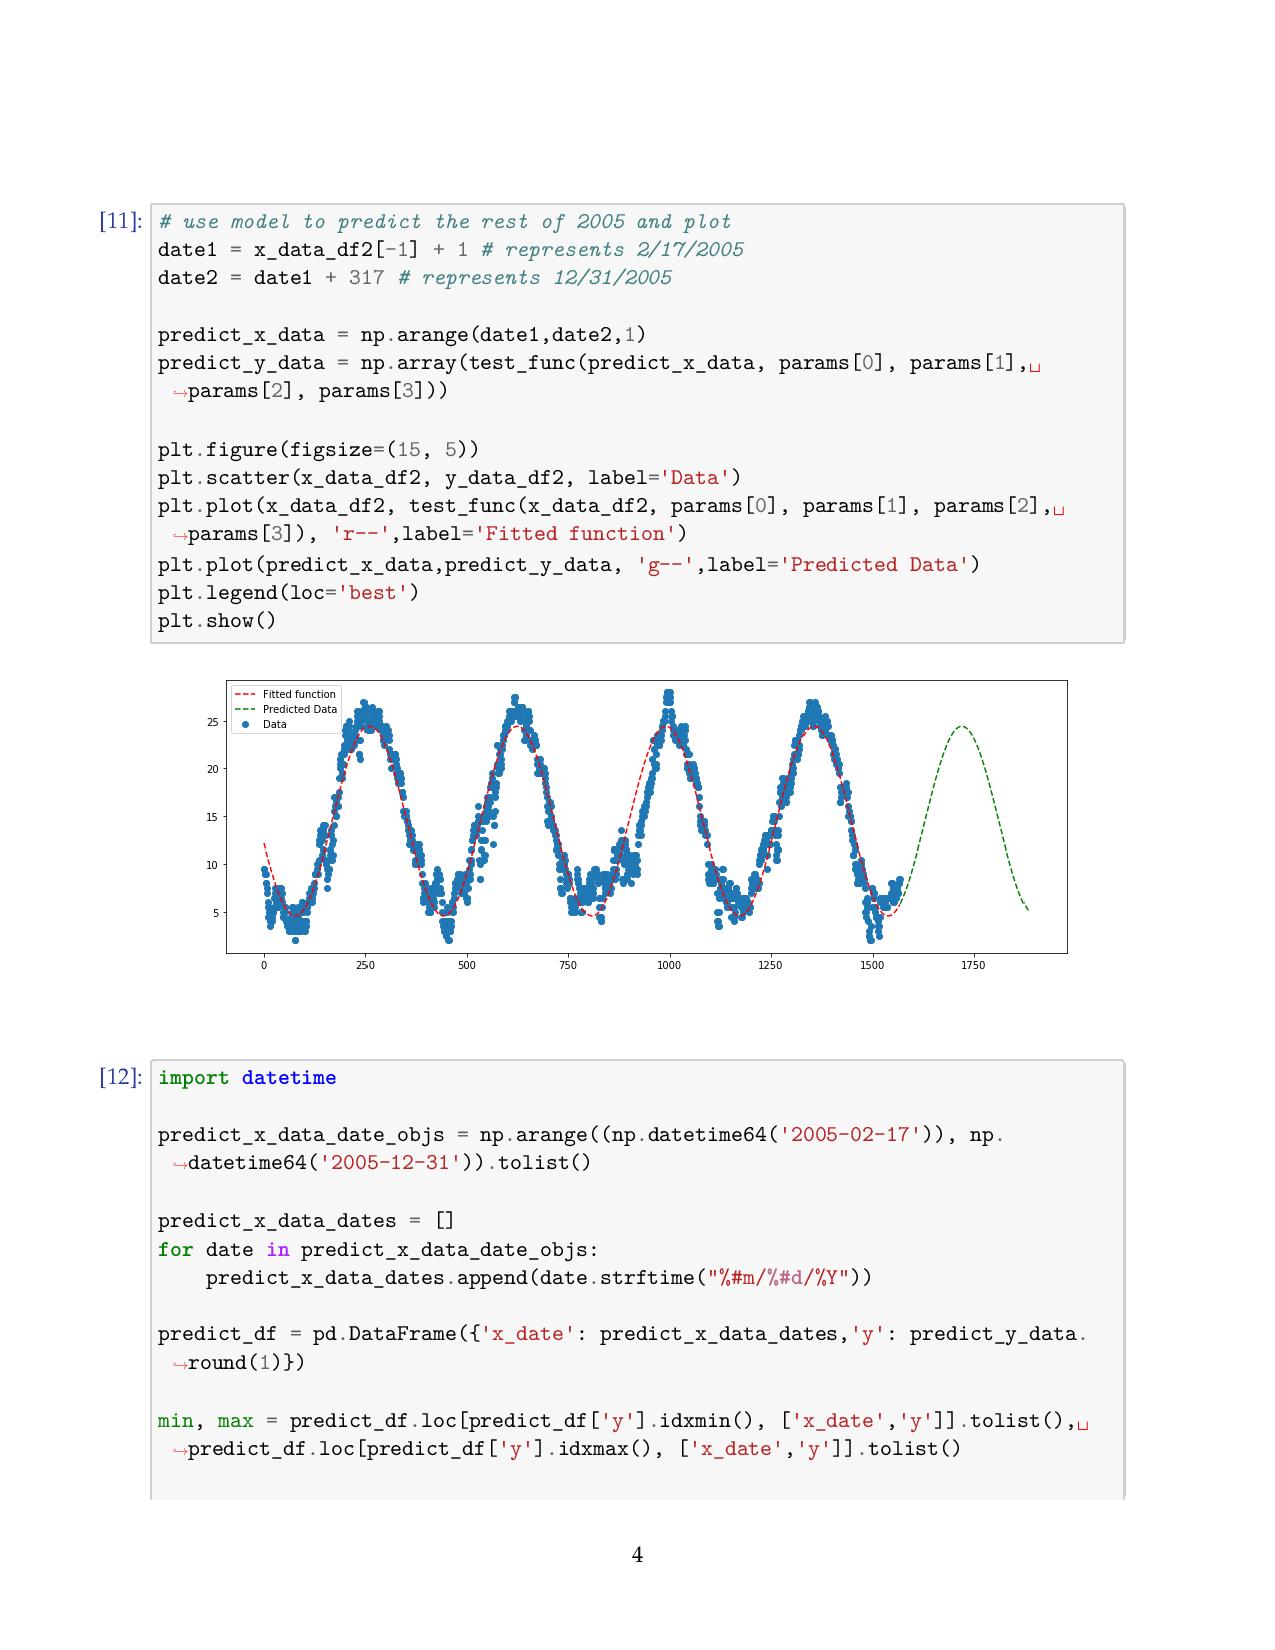 [11]: # use model to predict the rest of 2005 and plot
date1 = x_data_df2[-1] + 1 # represents 2/17/2005
date2 = date1 + 317 # represents 12/31/2005
predict_x_data = np.arange(date1,date2,1)
predict_y_data = np.array(test_func(predict_x_data, params[0], params[1],␣
↪params[2], params[3]))
plt.figure(figsize=(15, 5))
plt.scatter(x_data_df2, y_data_df2, label='Data')
plt.plot(x_data_df2, test_func(x_data_df2, params[0], params[1], params[2],␣
↪params[3]), 'r--',label='Fitted function')
plt.plot(predict_x_data,predict_y_data, 'g--',label='Predicted Data')
plt.legend(loc='best')
plt.show()
Fitted function
Predicted Data
Data
25
20
15
10
5
0 250 500 750 1000 1250 1500 1750
[12]: import datetime
predict_x_data_date_objs = np.arange((np.datetime64('2005-02-17')), np.
↪datetime64('2005-12-31')).tolist()
predict_x_data_dates = []
for date in predict_x_data_date_objs:
    predict_x_data_dates.append(date.strftime("%#m/%#d/%Y"))
predict_df = pd.DataFrame({'x_date': predict_x_data_dates,'y': predict_y_data.
↪round(1)})
min, max = predict_df.loc[predict_df['y'].idxmin(), ['x_date','y']].tolist(),␣
↪predict_df.loc[predict_df['y'].idxmax(), ['x_date','y']].tolist()
4